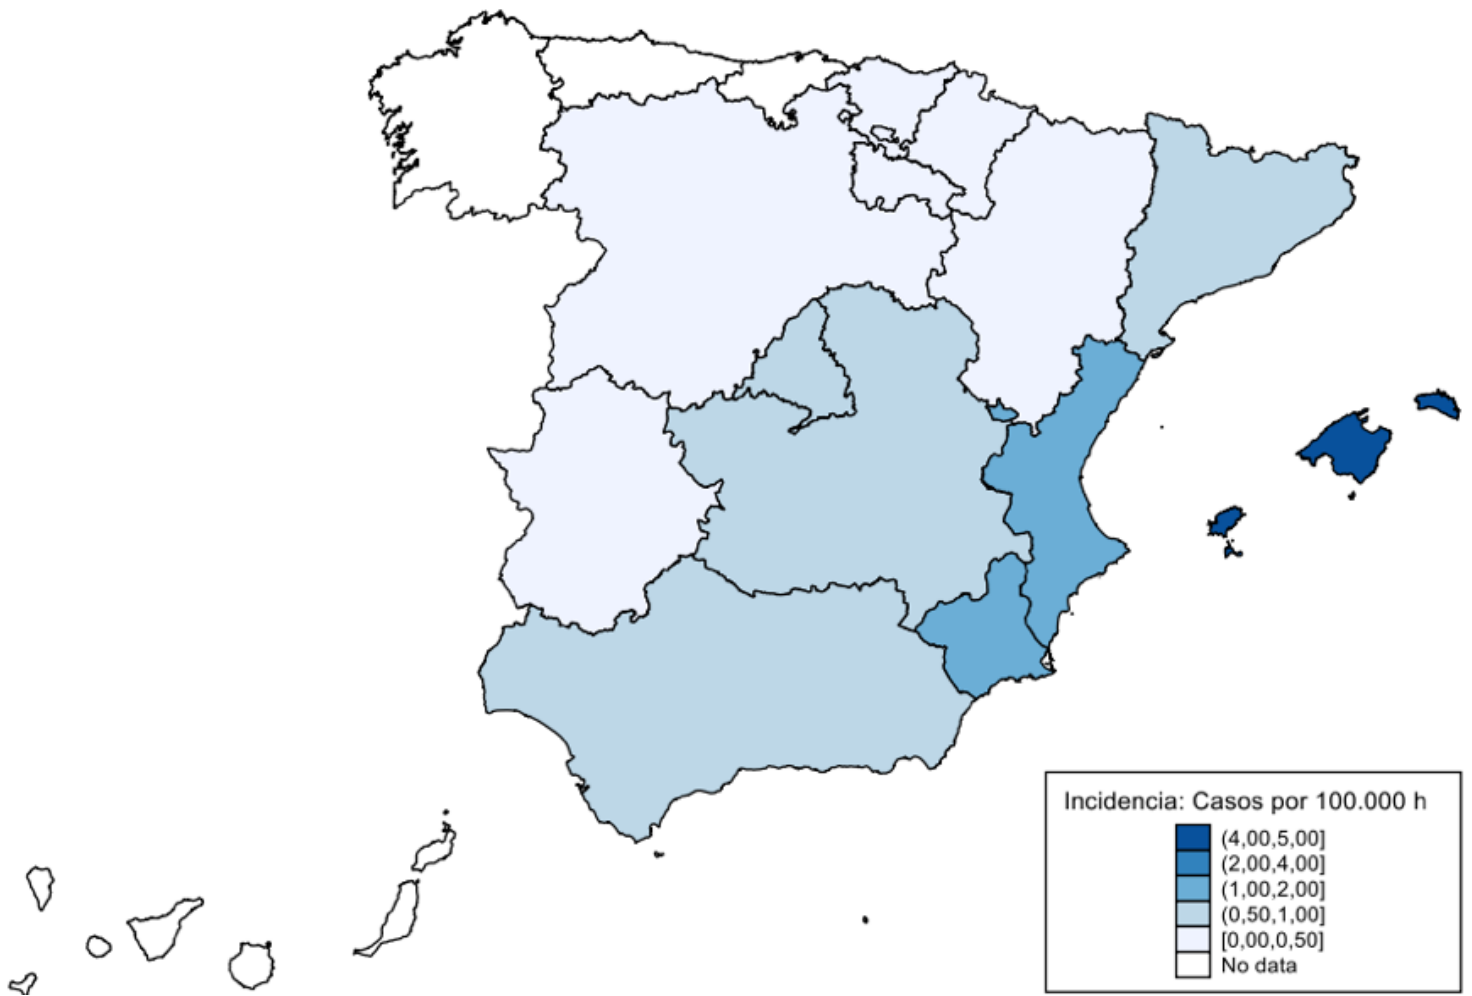 Incidencia: Casos por 100.000 h
(4,00,5,00]
(2,00,4,00]
(1,00,2,00]
(0,50,1,00]
[0,00,0,50]
No data